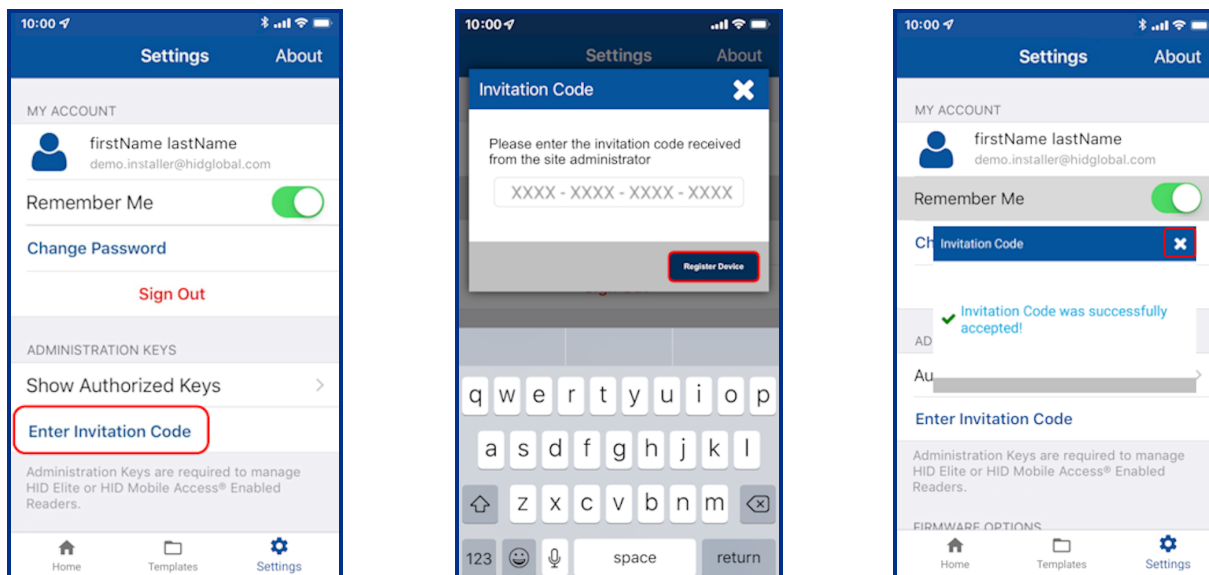 10:00
Settings
About
MY ACCOUNT
firstName lastName
demo.installer@hidglobal.com
Remember Me
Change Password
Sign Out
ADMINISTRATION KEYS
Show Authorized Keys
Enter Invitation Code
Administration Keys are required to manage
HID Elite or HID Mobile Access® Enabled
Readers.
Home
Templates
Settings
10:00
Settings
About
Invitation Code
Please enter the invitation code received
from the site administrator
XXXX - XXXX - XXXX - XXXX
Register Device
q w e r t y u i o p
a s d f g h j k l
z x c v b n m
123
space
return
10:00
Settings
About
MY ACCOUNT
firstName lastName
demo.installer@hidglobal.com
Remember Me
Ch
Invitation Code
Invitation Code was successfully
accepted!
AD
Au
Enter Invitation Code
Administration Keys are required to manage
HID Elite or HID Mobile Access® Enabled
Readers.
FIRMWARE OPTIONS
Home
Templates
Settings